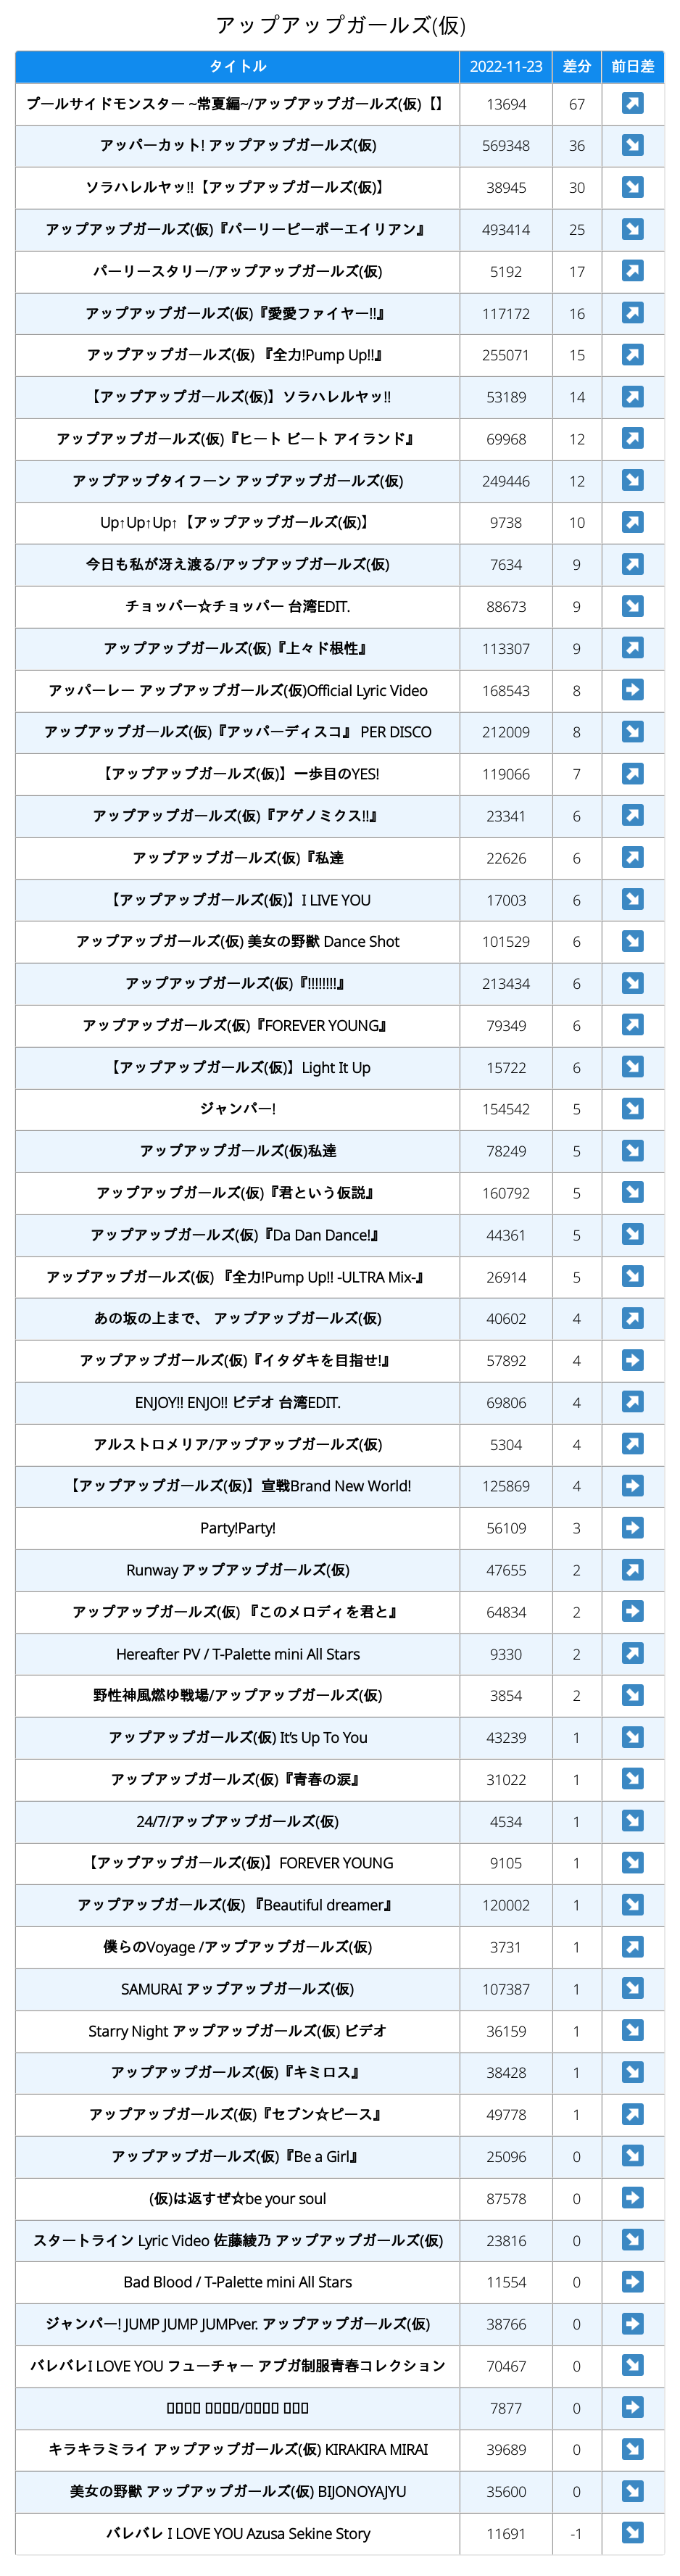 アップアップガールズ(仮)
タイトル 2022-11-23 差分 前日差
プールサイドモンスター ~常夏編~/アップアップガールズ(仮)【】 13694 67
アッパーカット! アップアップガールズ(仮) 569348 36
ソラハレルヤッ!!【アップアップガールズ(仮)】 38945 30
アップアップガールズ(仮)『パーリーピーポーエイリアン』 493414 25
パーリースタリー/アップアップガールズ(仮) 5192 17
アップアップガールズ(仮)『愛愛ファイヤー!!』 117172 16
アップアップガールズ(仮) 『全力!Pump Up!!』 255071 15
【アップアップガールズ(仮)】ソラハレルヤッ!! 53189 14
アップアップガールズ(仮)『ヒート ビート アイランド』 69968 12
アップアップタイフーン アップアップガールズ(仮) 249446 12
Up↑Up↑Up↑【アップアップガールズ(仮)】 9738 10
今日も私が冴え渡る/アップアップガールズ(仮) 7634 9
チョッパー☆チョッパー 台湾EDIT. 88673 9
アップアップガールズ(仮)『上々ド根性』 113307 9
アッパーレー アップアップガールズ(仮)Official Lyric Video 168543 8
アップアップガールズ(仮)『アッパーディスコ』 PER DISCO 212009 8
【アップアップガールズ(仮)】一歩目のYES! 119066 7
アップアップガールズ(仮)『アゲノミクス!!』 23341 6
アップアップガールズ(仮)『私達 22626 6
【アップアップガールズ(仮)】I LIVE YOU 17003 6
アップアップガールズ(仮) 美女の野獣 Dance Shot 101529 6
アップアップガールズ(仮)『!!!!!!!!』 213434 6
アップアップガールズ(仮)『FOREVER YOUNG』 79349 6
【アップアップガールズ(仮)】Light It Up 15722 6
ジャンパー! 154542 5
アップアップガールズ(仮)私達 78249 5
アップアップガールズ(仮)『君という仮説』 160792 5
アップアップガールズ(仮)『Da Dan Dance!』 44361 5
アップアップガールズ(仮) 『全力!Pump Up!! -ULTRA Mix-』 26914 5
あの坂の上まで、 アップアップガールズ(仮) 40602 4
アップアップガールズ(仮)『イタダキを目指せ!』 57892 4
ENJOY!! ENJO!! ビデオ 台湾EDIT. 69806 4
アルストロメリア/アップアップガールズ(仮) 5304 4
【アップアップガールズ(仮)】宣戦Brand New World! 125869 4
Party!Party! 56109 3
Runway アップアップガールズ(仮) 47655 2
アップアップガールズ(仮) 『このメロディを君と』 64834 2
Hereafter PV / T-Palette mini All Stars 9330 2
野性神風燃ゆ戦場/アップアップガールズ(仮) 3854 2
アップアップガールズ(仮) It's Up To You 43239 1
アップアップガールズ(仮)『青春の涙』 31022 1
24/7/アップアップガールズ(仮) 4534 1
【アップアップガールズ(仮)】FOREVER YOUNG 9105 1
アップアップガールズ(仮) 『Beautiful dreamer』 120002 1
僕らのVoyage /アップアップガールズ(仮) 3731 1
SAMURAI アップアップガールズ(仮) 107387 1
Starry Night アップアップガールズ(仮) ビデオ 36159 1
アップアップガールズ(仮)『キミロス』 38428 1
アップアップガールズ(仮)『セブン☆ピース』 49778 1
アップアップガールズ(仮)『Be a Girl』 25096 0
(仮)は返すぜ☆be your soul 87578 0
スタートライン Lyric Video 佐藤綾乃 アップアップガールズ(仮) 23816 0
Bad Blood / T-Palette mini All Stars 11554 0
ジャンパー! JUMP JUMP JUMPver. アップアップガールズ(仮) 38766 0
バレバレI LOVE YOU フューチャー アプガ制服青春コレクション 70467 0
7877 0
キラキラミライ アップアップガールズ(仮) KIRAKIRA MIRAI 39689 0
美女の野獣 アップアップガールズ(仮) BIJONOYAJYU 35600 0
バレバレ I LOVE YOU Azusa Sekine Story 11691 -1